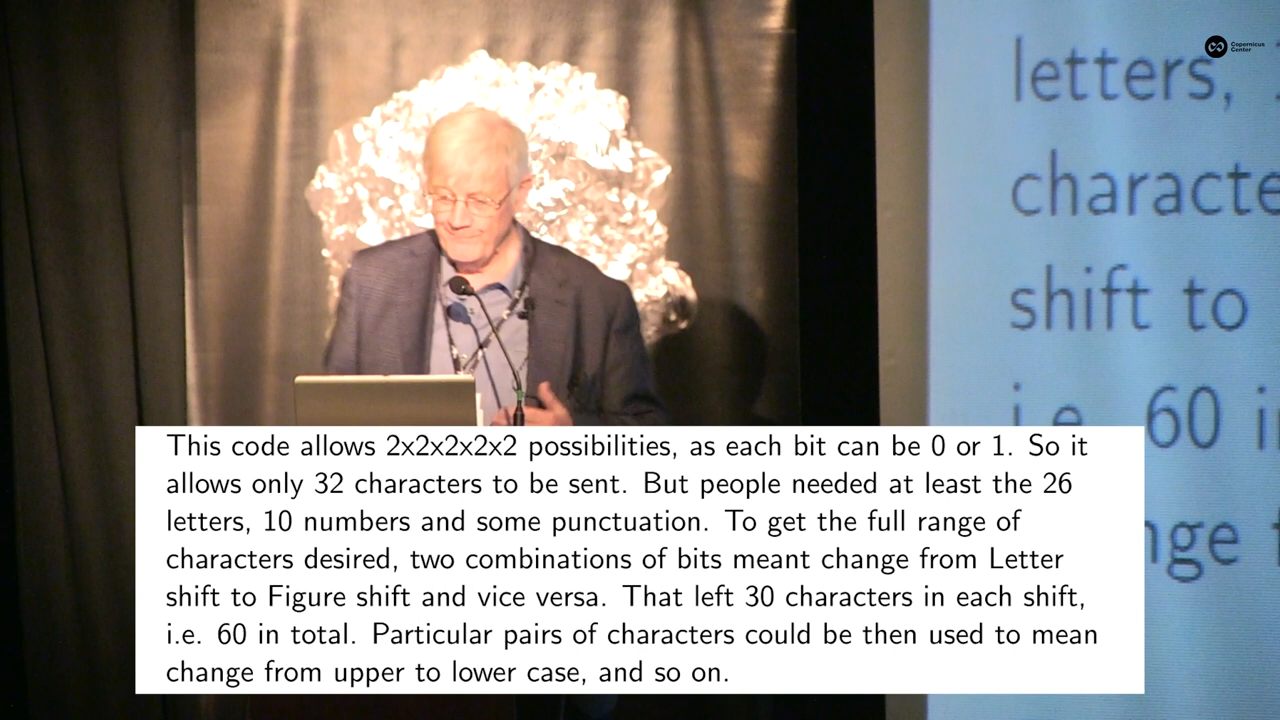 Copernicus
Center
letters,
characte
shift to
i.e. 60 i
nge
This code allows 2x2x2x2x2 possibilities, as each bit can be 0 or 1. So it
allows only 32 characters to be sent. But people needed at least the 26
letters, 10 numbers and some punctuation. To get the full range of
characters desired, two combinations of bits meant change from Letter
shift to Figure shift and vice versa. That left 30 characters in each shift,
i.e. 60 in total. Particular pairs of characters could be then used to mean
change from upper to lower case, and so on.